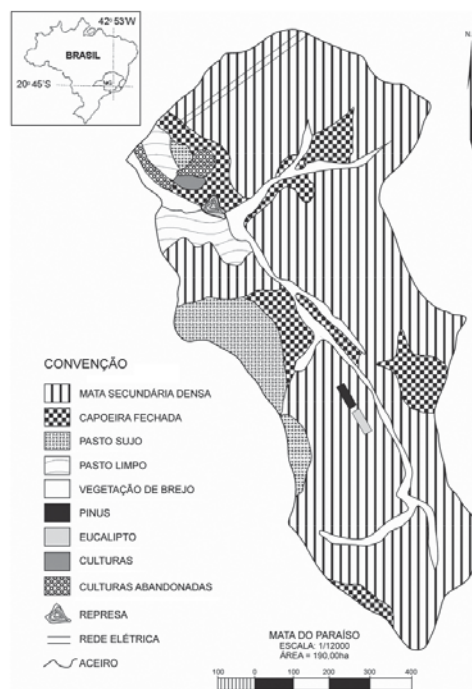 42° 53'W
BRASIL
20° 45'S
MG
N
CONVENÇÃO
MATA SECUNDÁRIA DENSA
CAPOEIRA FECHADA
PASTO SUJO
PASTO LIMPO
VEGETAÇÃO DE BREJO
PINUS
EUCALIPTO
CULTURAS
CULTURAS ABANDONADAS
REPRESA
REDE ELÉTRICA
ACEIRO
MATA DO PARAÍSO
ESCALA: 1/12000
ÁREA = 190,00ha
100 0 100 200 300 400